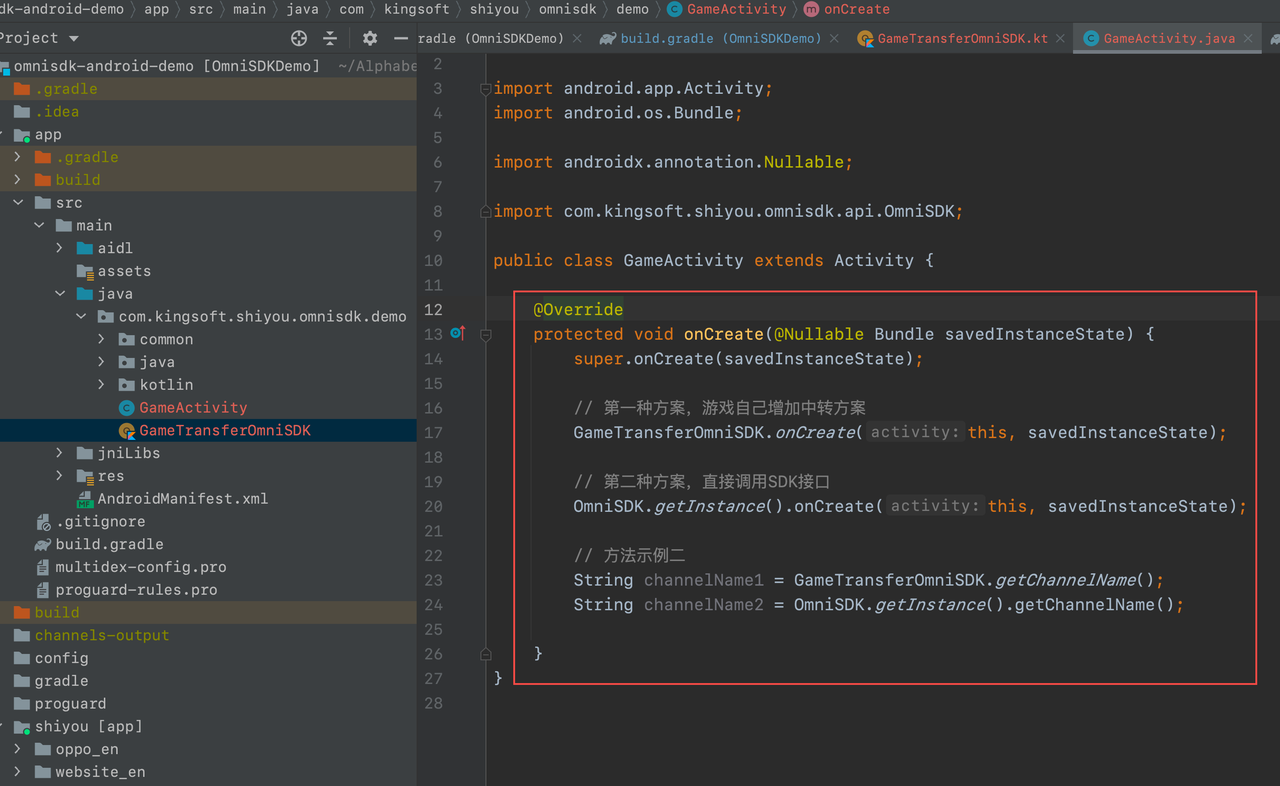 dk-android-demo app src main java com kingsoft shiyou omnisdk demo GameActivity onCreate
Project
radle (OmniSDKDemo) build.gradle (OmniSDKDemo) GameTransferOmniSDK.kt GameActivity.java
omnisdk-android-demo [OmniSDKDemo] ~/Alphabe
.gradle
.idea
app
.gradle
build
src
main
aidl
assets
java
com.kingsoft.shiyou.omnisdk.demo
common
java
kotlin
GameActivity
GameTransferOmniSDK
jniLibs
res
AndroidManifest.xml
.gitignore
build.gradle
multidex-config.pro
proguard-rules.pro
build
channels-output
config
gradle
proguard
shiyou [app]
oppo_en
website_en
2
3 import android.app.Activity;
4 import android.os.Bundle;
5
6 import androidx.annotation.Nullable;
7
8 import com.kingsoft.shiyou.omnisdk.api.OmniSDK;
9
10 public class GameActivity extends Activity {
11
12 @Override
13 protected void onCreate(@Nullable Bundle savedInstanceState) {
14 super.onCreate(savedInstanceState);
15
16 // 第一种方案，游戏自己增加中转方案
17 GameTransferOmniSDK.onCreate( activity: this, savedInstanceState);
18
19 // 第二种方案，直接调用SDK接口
20 OmniSDK.getInstance().onCreate( activity: this, savedInstanceState);
21
22 // 方法示例二
23 String channelName1 = GameTransferOmniSDK.getChannelName();
24 String channelName2 = OmniSDK.getInstance().getChannelName();
25
26 }
27 }
28